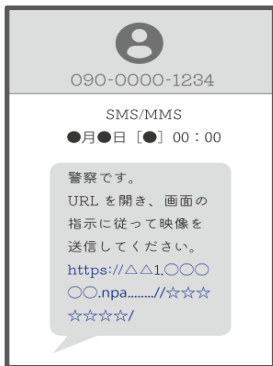 090-0000-1234
SMS/MMS
●月●日［●］00：00
警察です。
URL を開き、画面の
指示に従って映像を
送信してください。
https://△△1.○○○
○○.npa........//☆☆☆
☆☆☆☆/